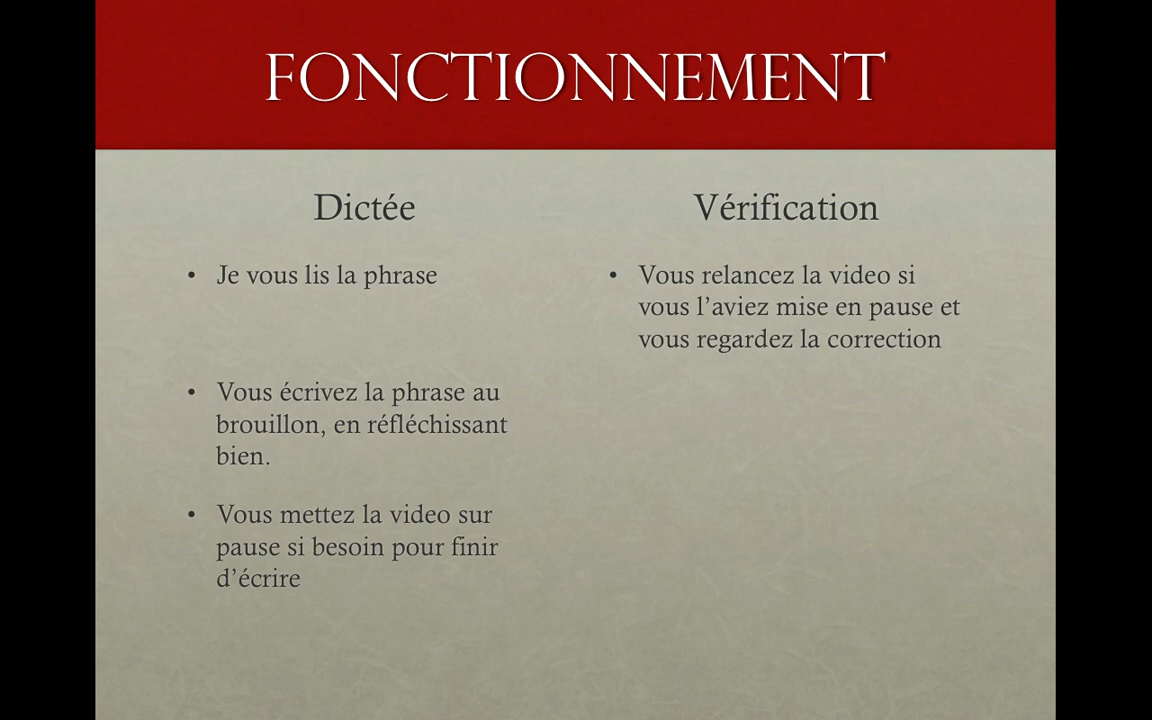 FONCTIONNEMENT
Dictée
• Je vous lis la phrase
• Vous écrivez la phrase au
brouillon, en réfléchissant
bien.
• Vous mettez la video sur
pause si besoin pour finir
d’écrire
Vérification
• Vous relancez la video si
vous l’aviez mise en pause et
vous regardez la correction